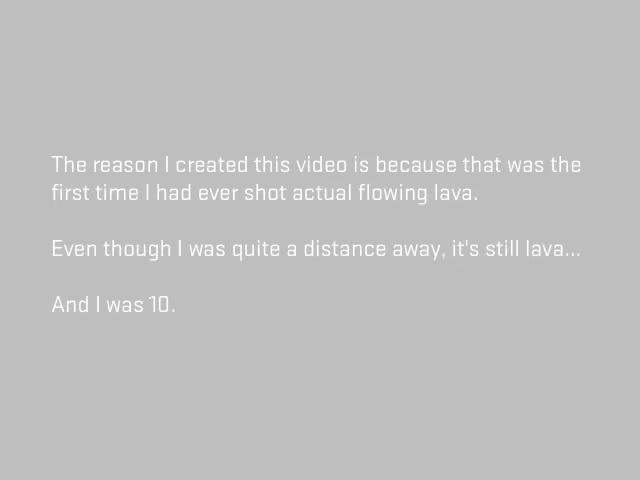 The reason I created this video is because that was the
first time I had ever shot actual flowing lava.
Even though I was quite a distance away, it's still lava...
And I was 10.